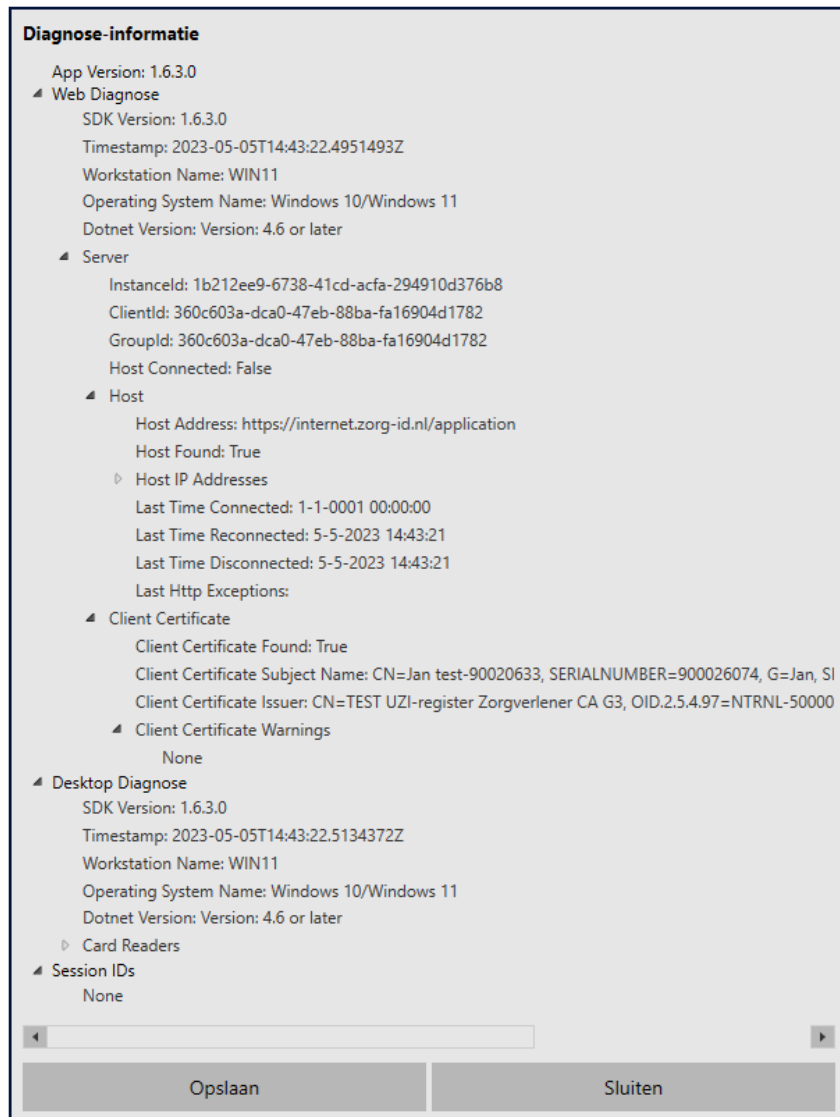 Diagnose-informatie
App Version: 1.6.3.0
Web Diagnose
SDK Version: 1.6.3.0
Timestamp: 2023-05-05T14:43:22.4951493Z
Workstation Name: WIN11
Operating System Name: Windows 10/Windows 11
Dotnet Version: Version: 4.6 or later
Server
InstanceId: 1b212ee9-6738-41cd-acfa-294910d376b8
ClientId: 360c603a-dca0-47eb-88ba-fa16904d1782
GroupId: 360c603a-dca0-47eb-88ba-fa16904d1782
Host Connected: False
Host
Host Address: https://internet.zorg-id.nl/application
Host Found: True
Host IP Addresses
Last Time Connected: 1-1-0001 00:00:00
Last Time Reconnected: 5-5-2023 14:43:21
Last Time Disconnected: 5-5-2023 14:43:21
Last Http Exceptions:
Client Certificate
Client Certificate Found: True
Client Certificate Subject Name: CN=Jan test-90020633, SERIALNUMBER=900026074, G=Jan, S
Client Certificate Issuer: CN=TEST UZI-register Zorgverlener CA G3, OID.2.5.4.97=NTRNL-50000
Client Certificate Warnings
None
Desktop Diagnose
SDK Version: 1.6.3.0
Timestamp: 2023-05-05T14:43:22.5134372Z
Workstation Name: WIN11
Operating System Name: Windows 10/Windows 11
Dotnet Version: Version: 4.6 or later
Card Readers
Session IDs
None
Opslaan
Sluiten